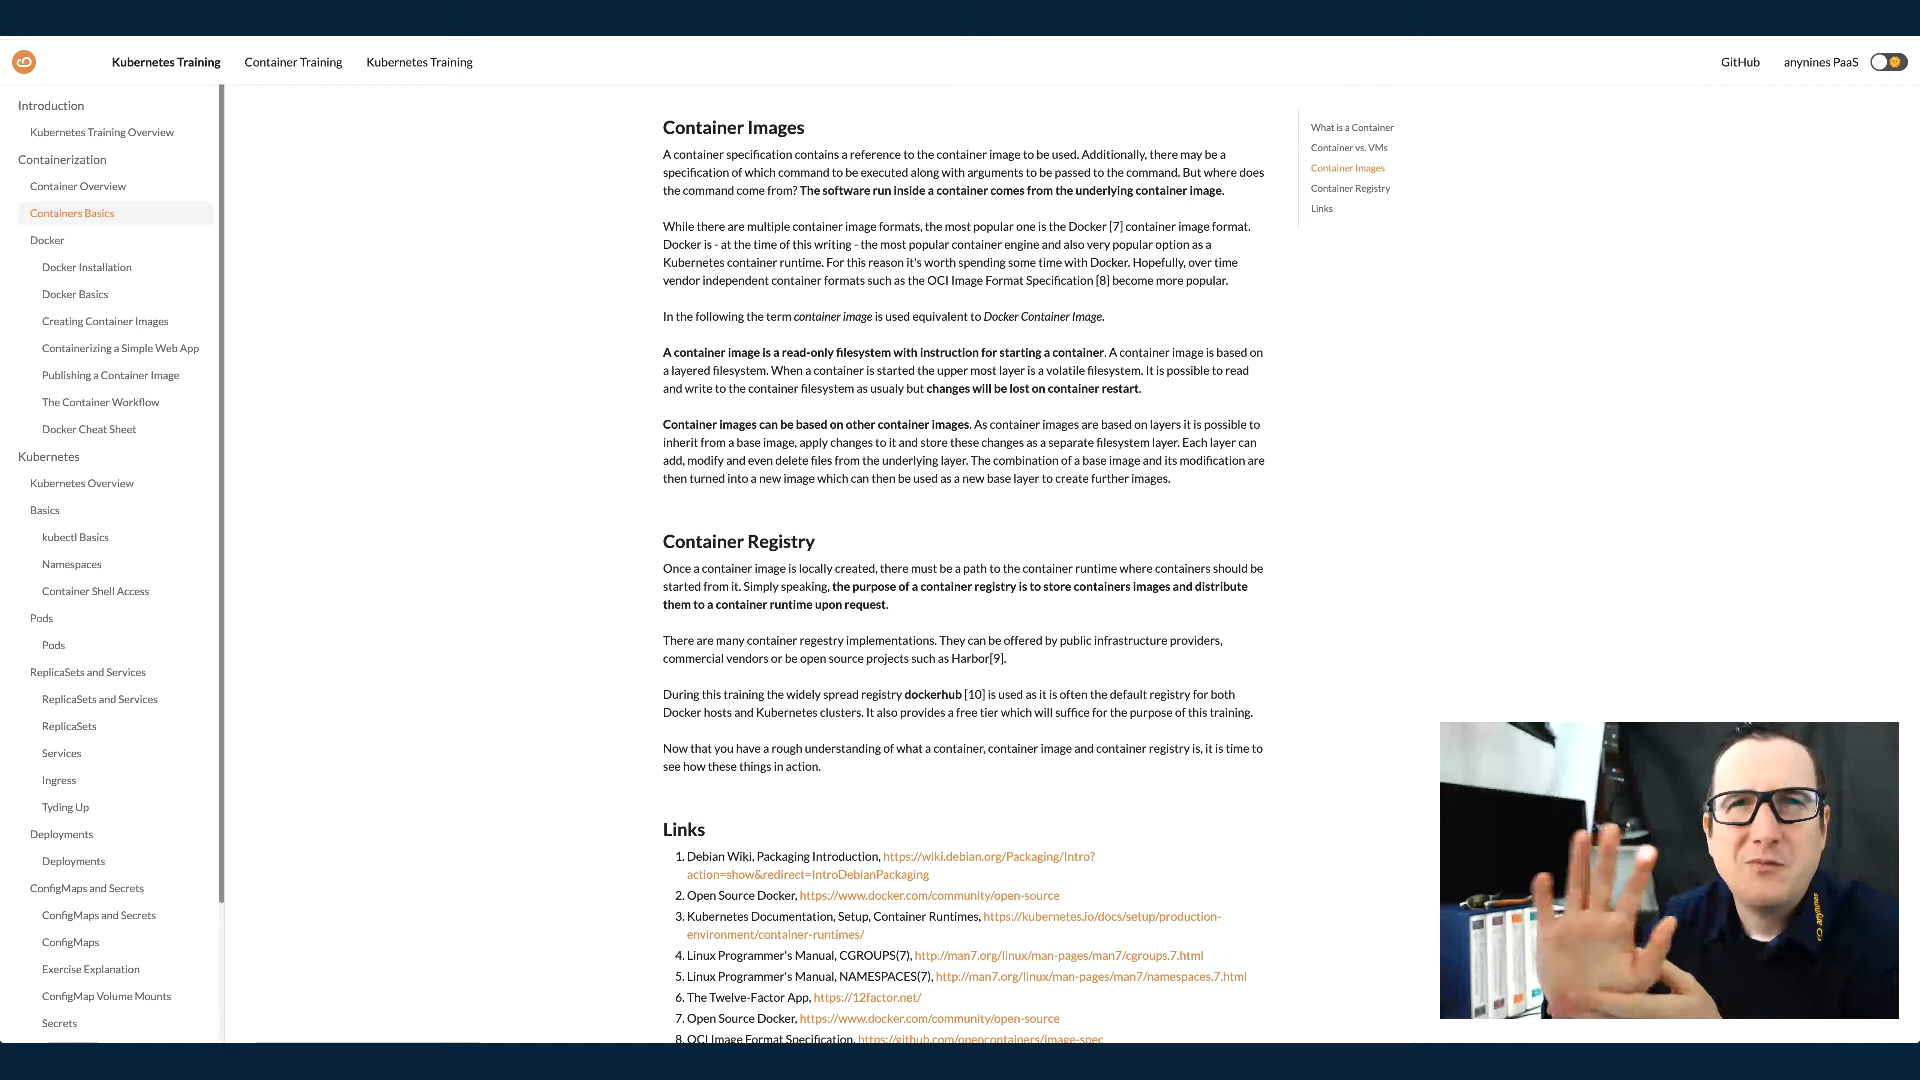 Kubernetes Training
Container Training
Kubernetes Training
GitHub
anynines PaaS
Introduction
Kubernetes Training Overview
Containerization
Container Overview
Containers Basics
Docker
Docker Installation
Docker Basics
Creating Container Images
Containerizing a Simple Web App
Publishing a Container Image
The Container Workflow
Docker Cheat Sheet
Kubernetes
Kubernetes Overview
Basics
kubectl Basics
Namespaces
Container Shell Access
Pods
Pods
ReplicaSets and Services
ReplicaSets and Services
ReplicaSets
Services
Ingress
Tyding Up
Deployments
Deployments
ConfigMaps and Secrets
ConfigMaps and Secrets
ConfigMaps
Exercise Explanation
ConfigMap Volume Mounts
Secrets
Container Images
A container specification contains a reference to the container image to be used. Additionally, there may be a
specification of which command to be executed along with arguments to be passed to the command. But where does
the command come from? The software run inside a container comes from the underlying container image.
While there are multiple container image formats, the most popular one is the Docker [7] container image format.
Docker is - at the time of this writing - the most popular container engine and also very popular option as a
Kubernetes container runtime. For this reason it's worth spending some time with Docker. Hopefully, over time
vendor independent container formats such as the OCI Image Format Specification [8] become more popular.
In the following the term container image is used equivalent to Docker Container Image.
A container image is a read-only filesystem with instruction for starting a container. A container image is based on
a layered filesystem. When a container is started the upper most layer is a volatile filesystem. It is possible to read
and write to the container filesystem as usualy but changes will be lost on container restart.
Container images can be based on other container images. As container images are based on layers it is possible to
inherit from a base image, apply changes to it and store these changes as a separate filesystem layer. Each layer can
add, modify and even delete files from the underlying layer. The combination of a base image and its modification are
then turned into a new image which can then be used as a new base layer to create further images.
Container Registry
Once a container image is locally created, there must be a path to the container runtime where containers should be
started from it. Simply speaking, the purpose of a container registry is to store containers images and distribute
them to a container runtime upon request.
There are many container regestry implementations. They can be offered by public infrastructure providers,
commercial vendors or be open source projects such as Harbor[9].
During this training the widely spread registry dockerhub [10] is used as it is often the default registry for both
Docker hosts and Kubernetes clusters. It also provides a free tier which will suffice for the purpose of this training.
Now that you have a rough understanding of what a container, container image and container registry is, it is time to
see how these things in action.
Links
1. Debian Wiki, Packaging Introduction, https://wiki.debian.org/Packaging/Intro?
action=show&redirect=IntroDebianPackaging
2. Open Source Docker, https://www.docker.com/community/open-source
3. Kubernetes Documentation, Setup, Container Runtimes, https://kubernetes.io/docs/setup/production-
environment/container-runtimes/
4. Linux Programmer's Manual, CGROUPS(7), http://man7.org/linux/man-pages/man7/cgroups.7.html
5. Linux Programmer's Manual, NAMESPACES(7), http://man7.org/linux/man-pages/man7/namespaces.7.html
6. The Twelve-Factor App, https://12factor.net/
7. Open Source Docker, https://www.docker.com/community/open-source
8. OCI Image Format Specification, https://github.com/opencontainers/image-spec
What is a Container
Container vs. VMs
Container Images
Container Registry
Links
anynines